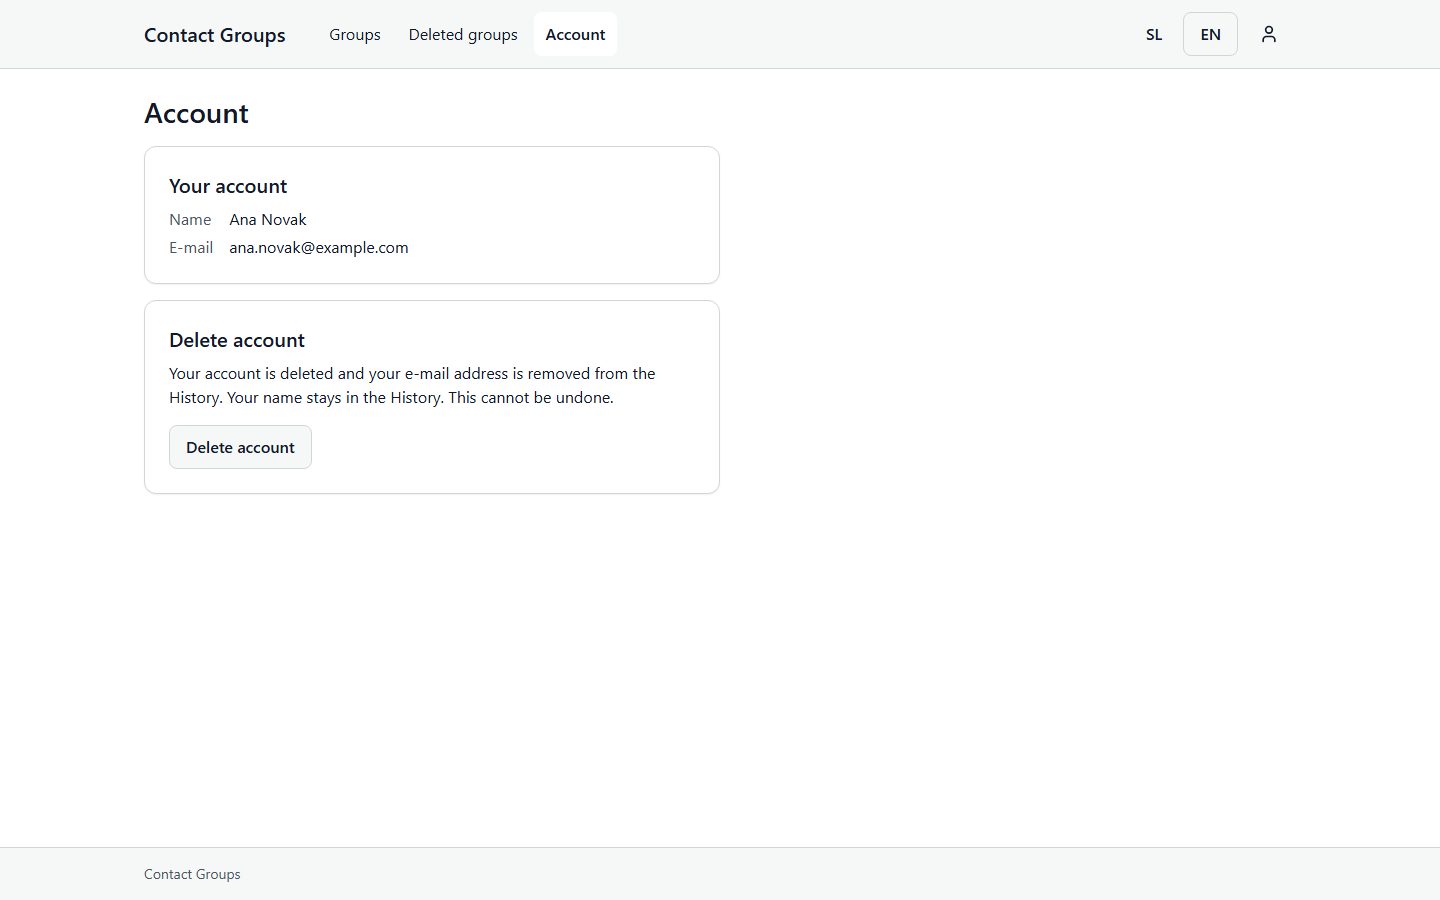 Contact Groups Groups Deleted groups Account SL EN
Account
Your account
Name Ana Novak
E-mail ana.novak@example.com
Delete account
Your account is deleted and your e-mail address is removed from the
History. Your name stays in the History. This cannot be undone.
Delete account
Contact Groups